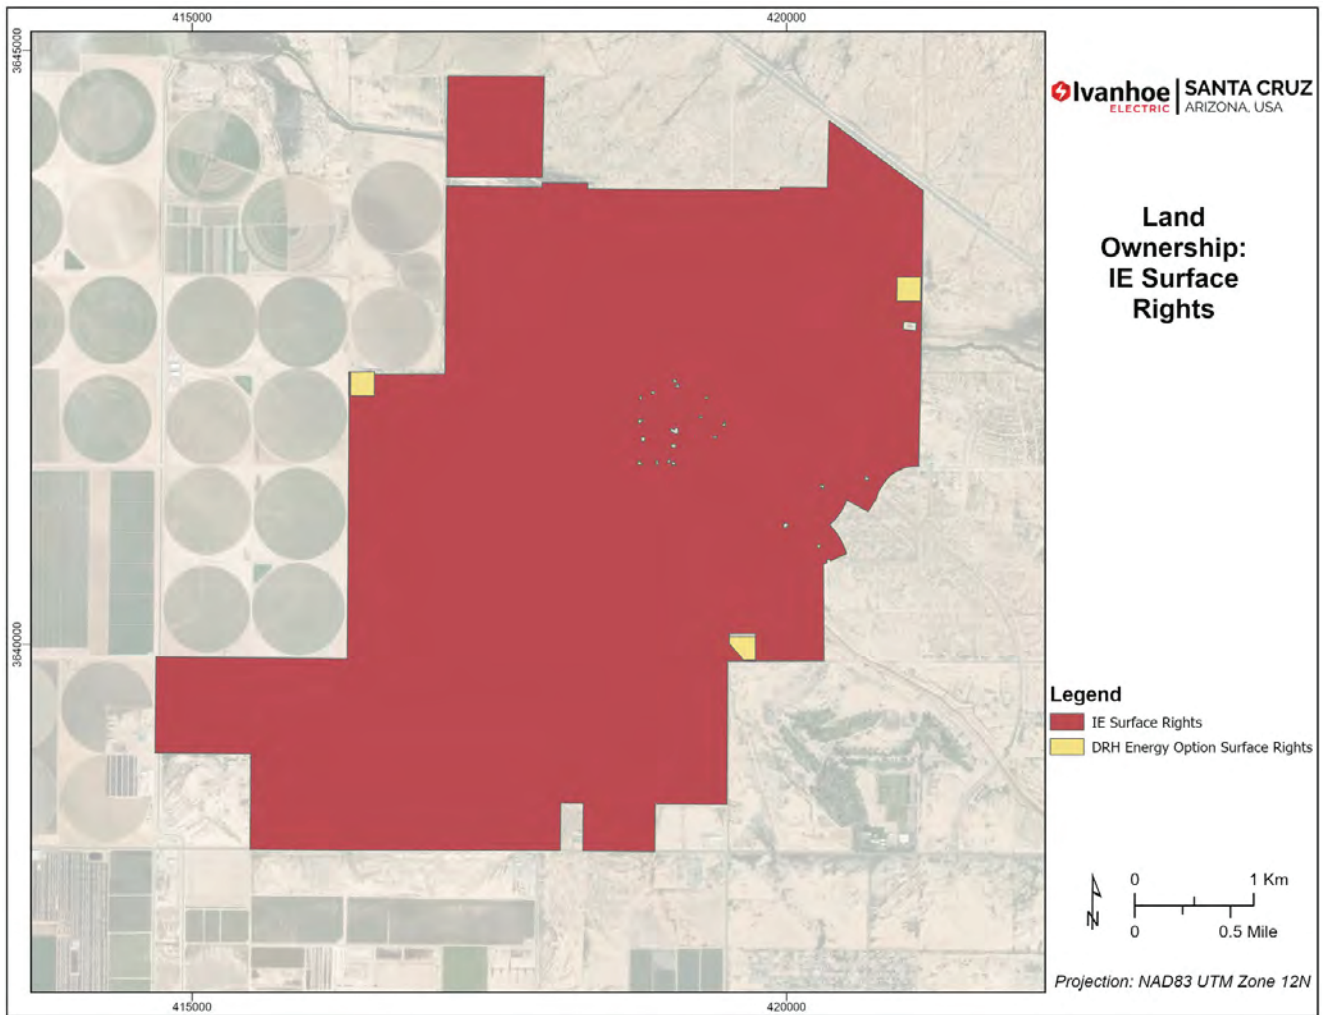 415000
420000
3645000
Ivanhoe
ELECTRIC
SANTA CRUZ
ARIZONA, USA
Land
Ownership:
IE Surface
Rights
3640000
Legend
IE Surface Rights
DRH Energy Option Surface Rights
N
0
1 Km
0
0.5 Mile
Projection: NAD83 UTM Zone 12N
415000
420000